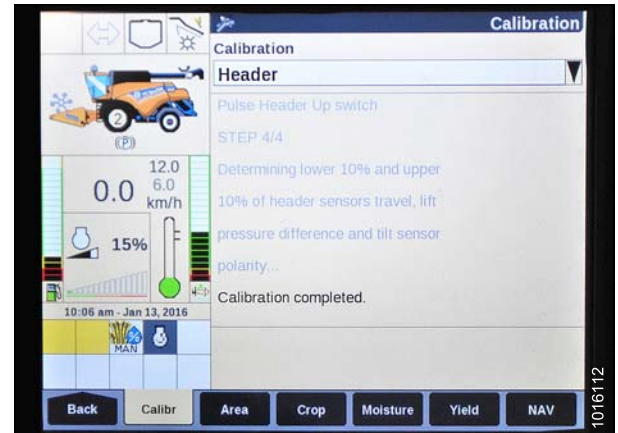 Calibration
Calibration
Header
Pulse Header Up switch
STEP 4/4
Determining lower 10% and upper
10% of header sensors travel, lift
pressure difference and tilt sensor
polarity...
Calibration completed.
2
(P)
12.0
0.0 6.0
km/h
15%
10:06 am - Jan 13, 2016
MAN
Back Calibr Area Crop Moisture Yield NAV
1016112